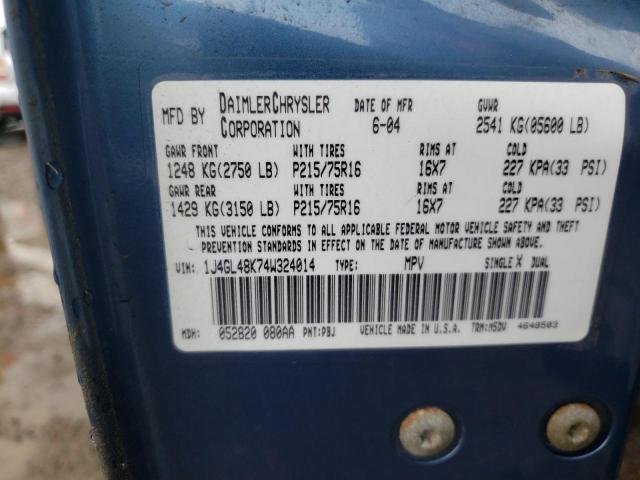 MFD BY DAIMLERCHRYSLER CORPORATION DATE OF MFR 6-04 GVWR 2541 KG(05600 LB)
GAWR FRONT WITH TIRES RIMS AT COLD
1248 KG(2750 LB) P215/75R16 16X7 227 KPA(33 PSI)
GAWR REAR WITH TIRES RIMS AT COLD
1429 KG(3150 LB) P215/75R16 16X7 227 KPA(33 PSI)
THIS VEHICLE CONFORMS TO ALL APPLICABLE FEDERAL MOTOR VEHICLE SAFETY AND THEFT
PREVENTION STANDARDS IN EFFECT ON THE DATE OF MANUFACTURE SHOWN ABOVE.
VIN: 1J4GL48K74W324014 TYPE: MPV SINGLE X DUAL
MDH: 052820 080AA PNT:PBJ VEHICLE MADE IN U.S.A. TRM:M5DV 4648503